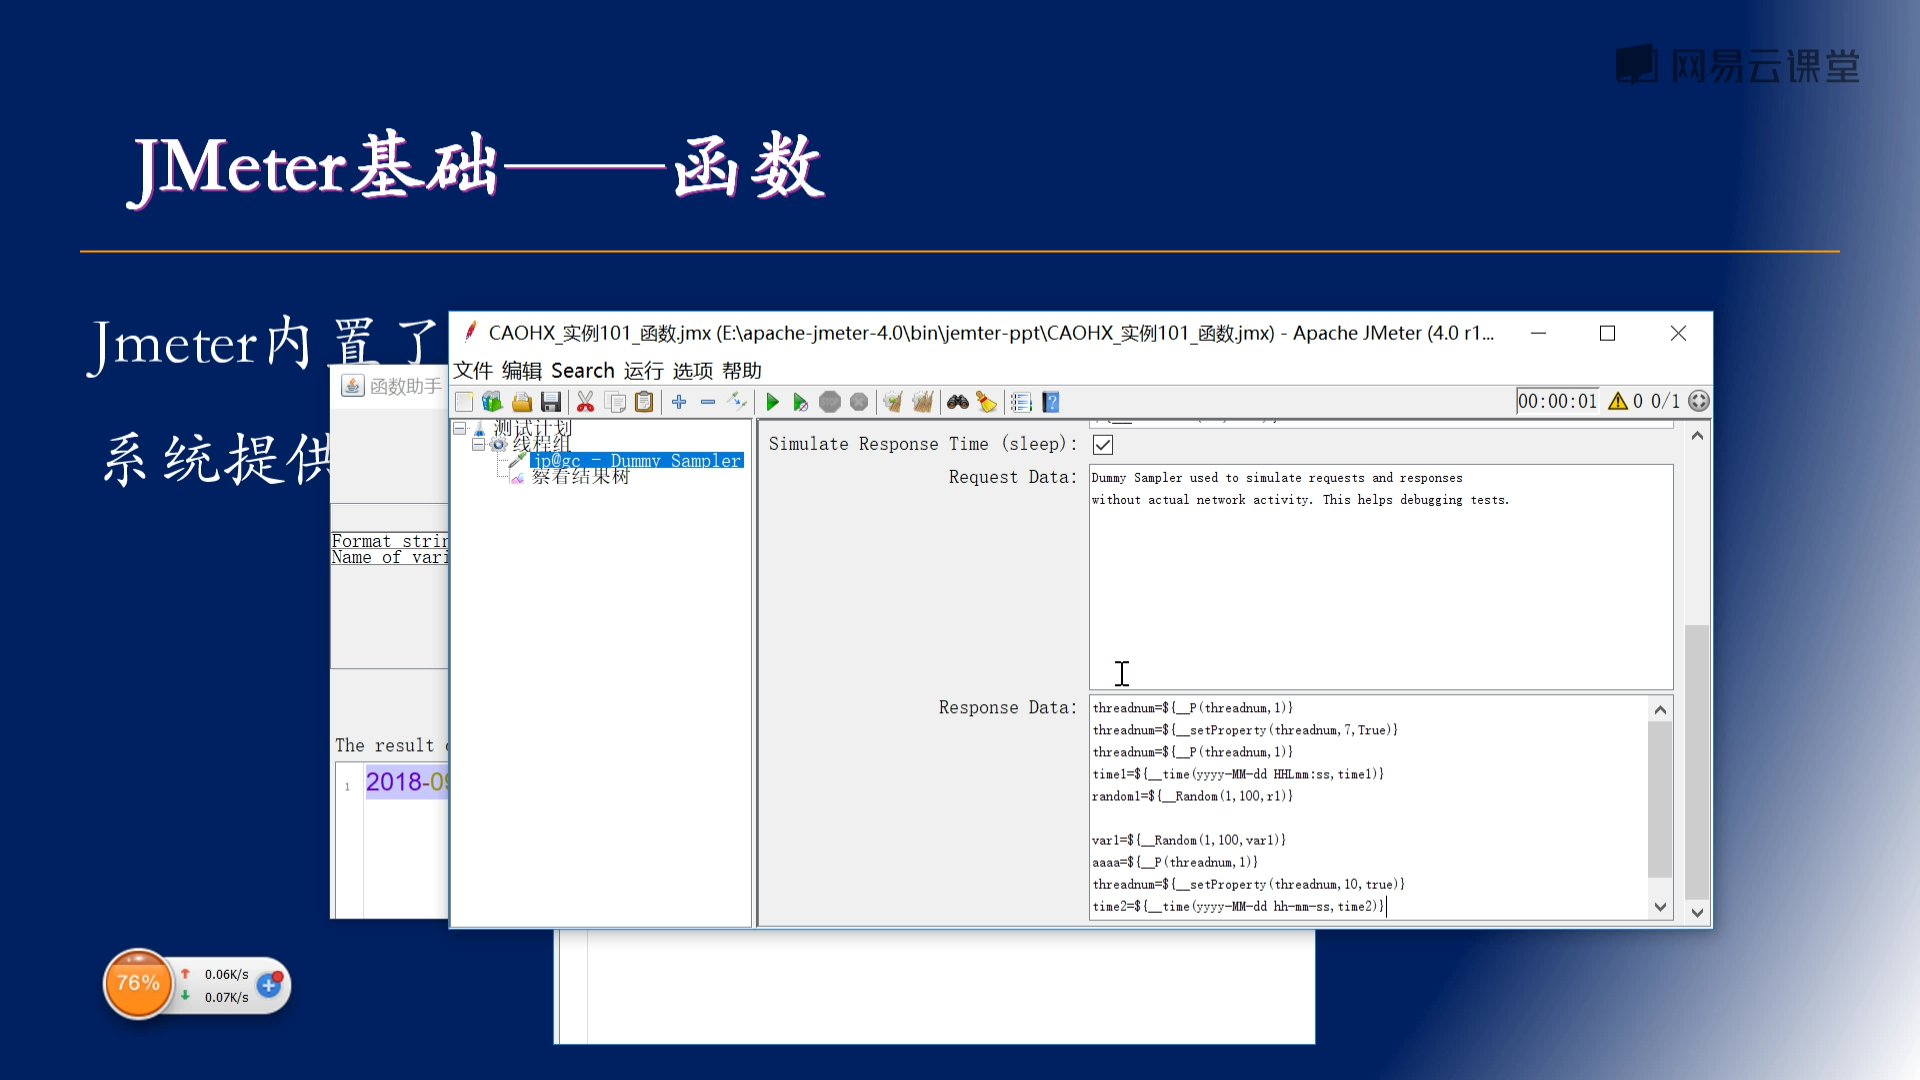 网易云课堂
JMeter基础——函数
Jmeter内置了
系统提供
函数助手
Format strin
Name of vari
The result
1
2018-09
CAOHX_实例101_函数.jmx (E:\apache-jmeter-4.0\bin\jemter-ppt\CAOHX_实例101_函数.jmx) - Apache JMeter (4.0 r1...
文件 编辑 Search 运行 选项 帮助
00:00:01 0 0/1
测试计划
线程组
jp@gc - Dummy Sampler
察看结果树
Simulate Response Time (sleep):
Request Data:
Dummy Sampler used to simulate requests and responses
without actual network activity. This helps debugging tests.
Response Data:
threadnum=${__P(threadnum,1)}
threadnum=${__setProperty(threadnum,7,True)}
threadnum=${__P(threadnum,1)}
time1=${__time(yyyy-MM-dd HHLmm:ss,time1)}
random1=${__Random(1,100,r1)}
var1=${__Random(1,100,var1)}
aaaa=${__P(threadnum,1)}
threadnum=${__setProperty(threadnum,10,true)}
time2=${__time(yyyy-MM-dd hh-mm-ss,time2)}
76%
0.06K/s
0.07K/s